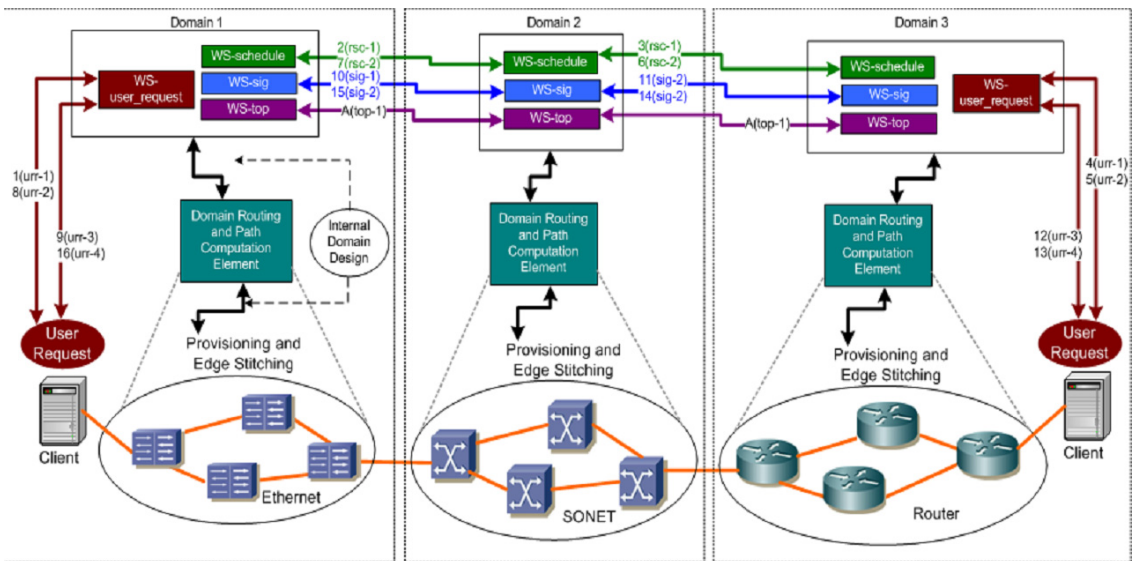 Domain 1
WS-schedule
WS-sig
WS-top
WS-
user_request
2(rsc-1)
7(rsc-2)
10(sig-1)
15(sig-2)
A(top-1)
1(urr-1)
8(urr-2)
9(urr-3)
16(urr-4)
Domain Routing
and Path
Computation
Element
Internal
Domain
Design
User
Request
Provisioning and
Edge Stitching
Client
Ethernet
Domain 2
WS-schedule
WS-sig
WS-top
3(rsc-1)
6(rsc-2)
11(sig-2)
14(sig-2)
A(top-1)
Domain Routing
and Path
Computation
Element
Provisioning and
Edge Stitching
SONET
Domain 3
WS-schedule
WS-sig
WS-top
WS-
user_request
4(urr-1)
5(urr-2)
12(urr-3)
13(urr-4)
Domain Routing
and Path
Computation
Element
User
Request
Provisioning and
Edge Stitching
Client
Router